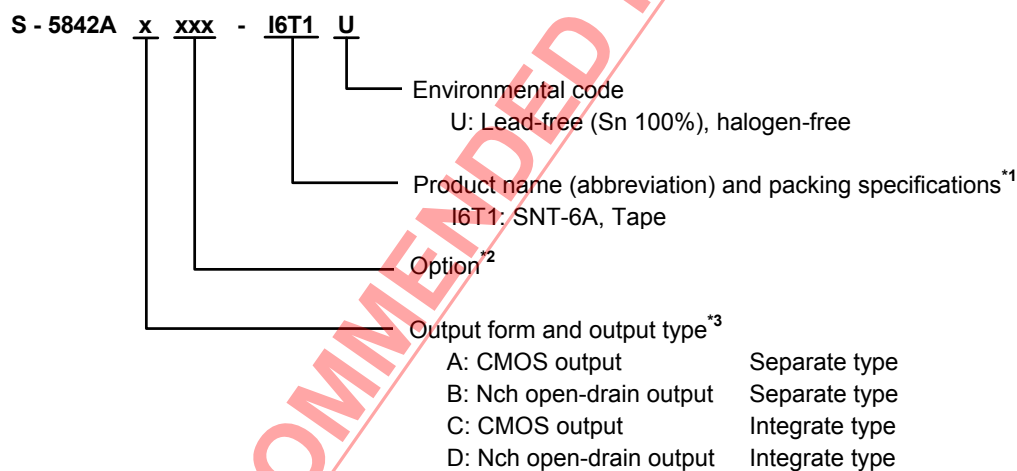 S - 5842A x xxx - I6T1 U
Environmental code
U: Lead-free (Sn 100%), halogen-free
Product name (abbreviation) and packing specifications*1
I6T1: SNT-6A, Tape
Option*2
Output form and output type*3
A: CMOS output Separate type
B: Nch open-drain output Separate type
C: CMOS output Integrate type
D: Nch open-drain output Integrate type
OMMENDED